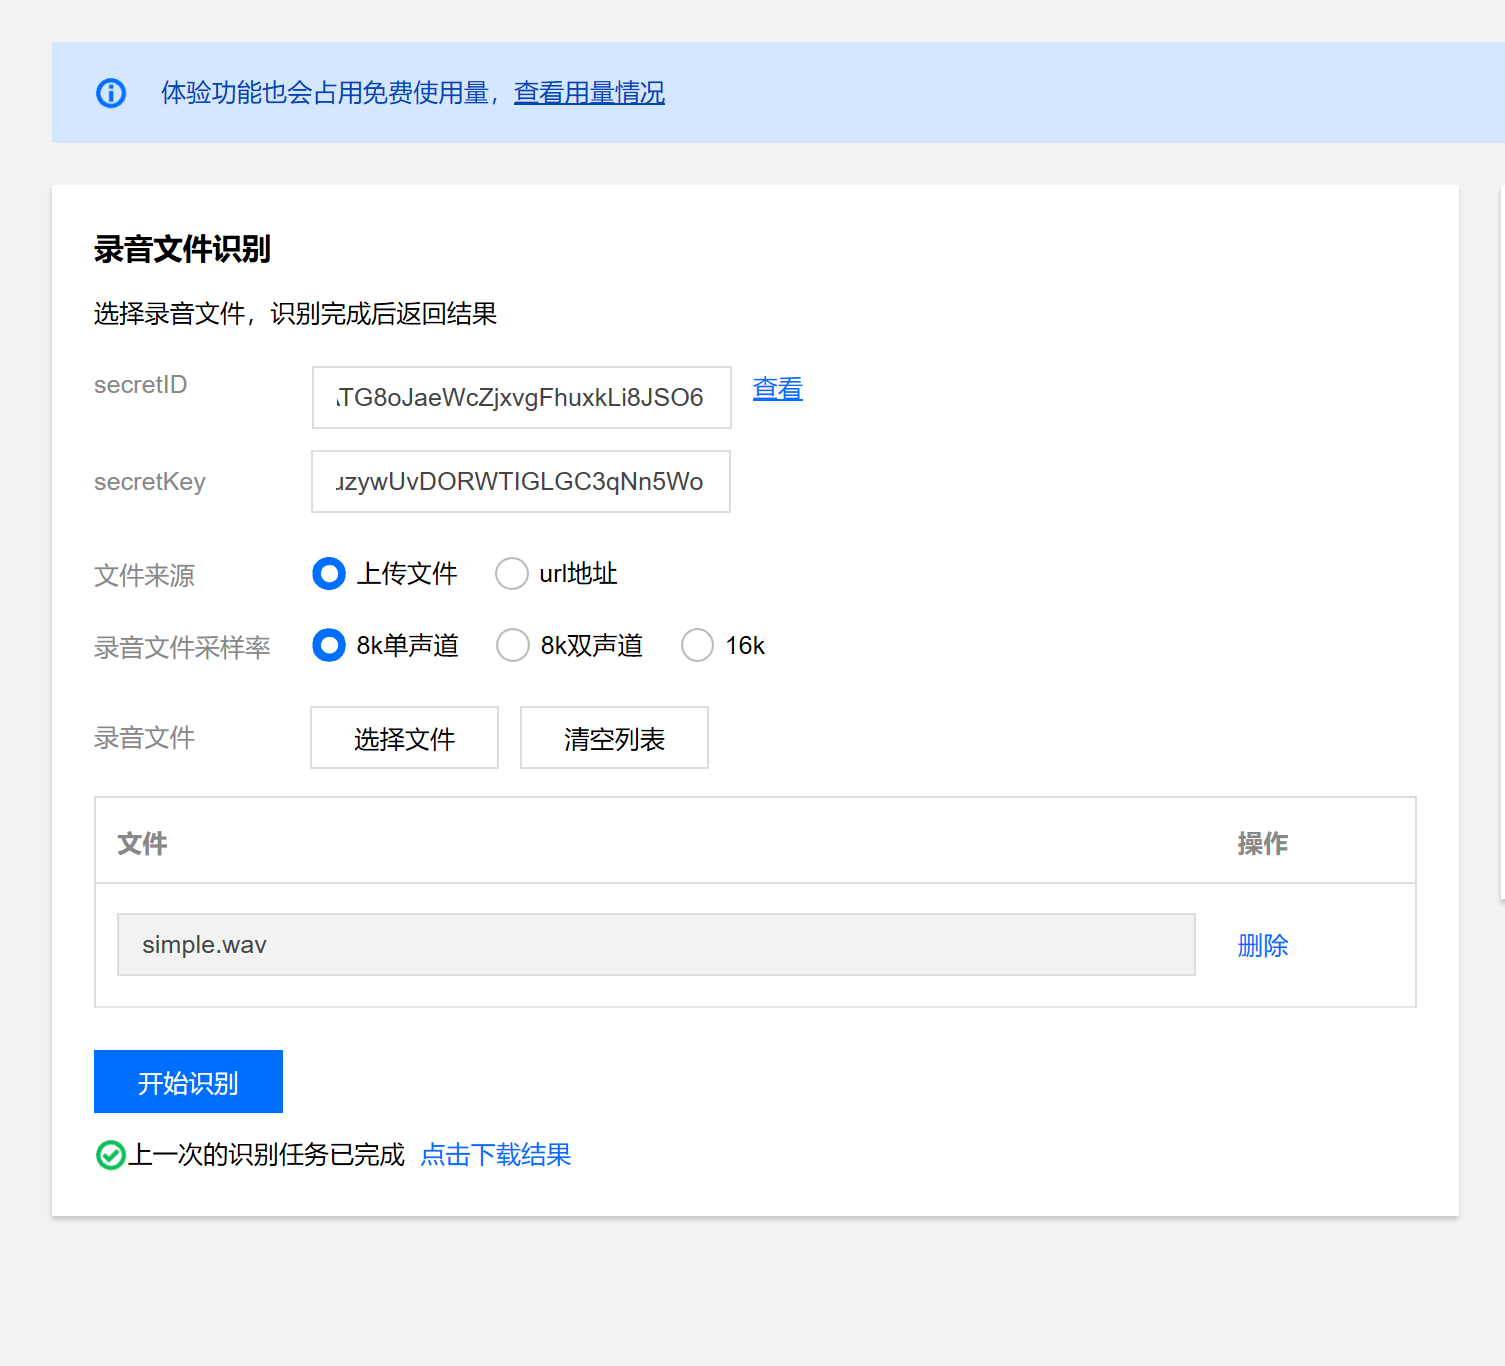 体验功能也会占用免费使用量，查看用量情况
录音文件识别
选择录音文件，识别完成后返回结果
secretID
TG8oJaeWcZjxvgFhuxkLi8JSO6
查看
secretKey
uzywUvDORWTIGLGC3qNn5Wo
文件来源
上传文件
url地址
录音文件采样率
8k单声道
8k双声道
16k
录音文件
选择文件
清空列表
文件
操作
simple.wav
删除
开始识别
上一次的识别任务已完成 点击下载结果